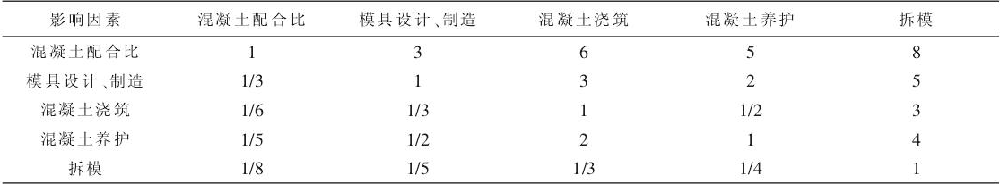 影响因素 混凝土配合比 模具设计、制造 混凝土浇筑 混凝土养护 拆模
混凝土配合比 1 3 6 5 8
模具设计、制造 1/3 1 3 2 5
混凝土浇筑 1/6 1/3 1 1/2 3
混凝土养护 1/5 1/2 2 1 4
拆模 1/8 1/5 1/3 1/4 1